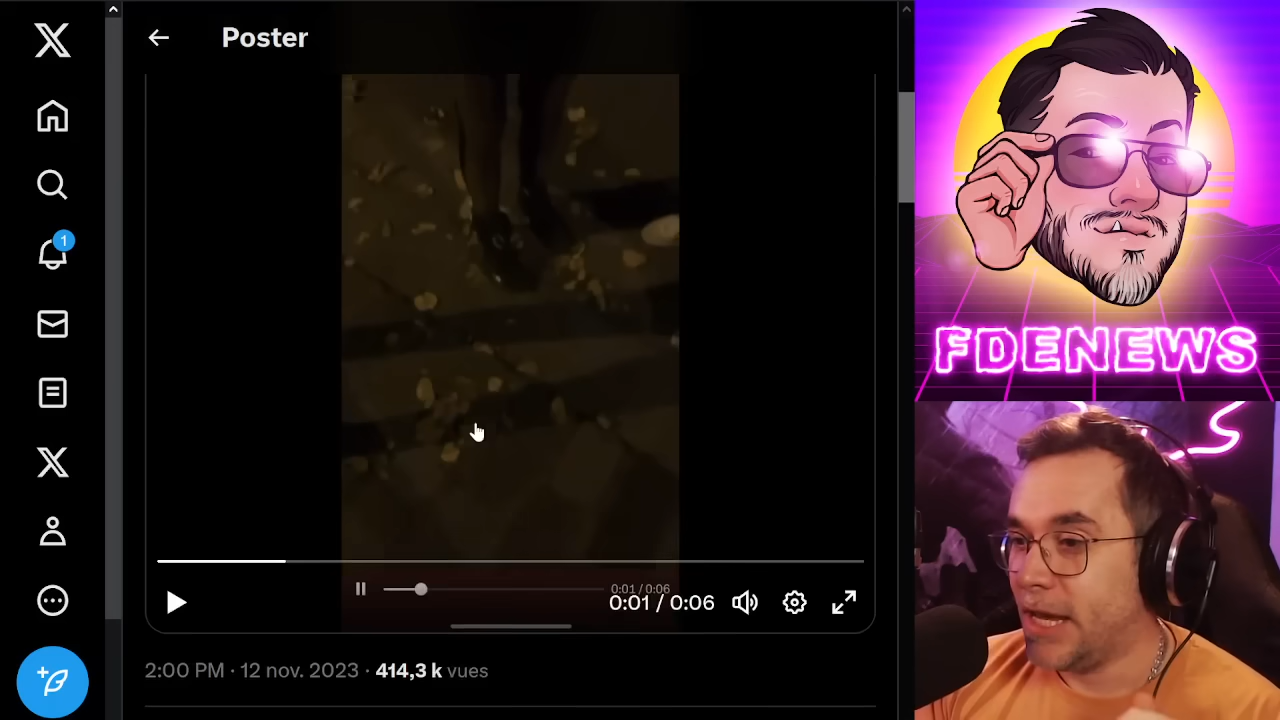 Poster
1
0:01 / 0:06
0:01 / 0:06
2:00 PM · 12 nov. 2023 · 414,3 k vues
FDENEWS